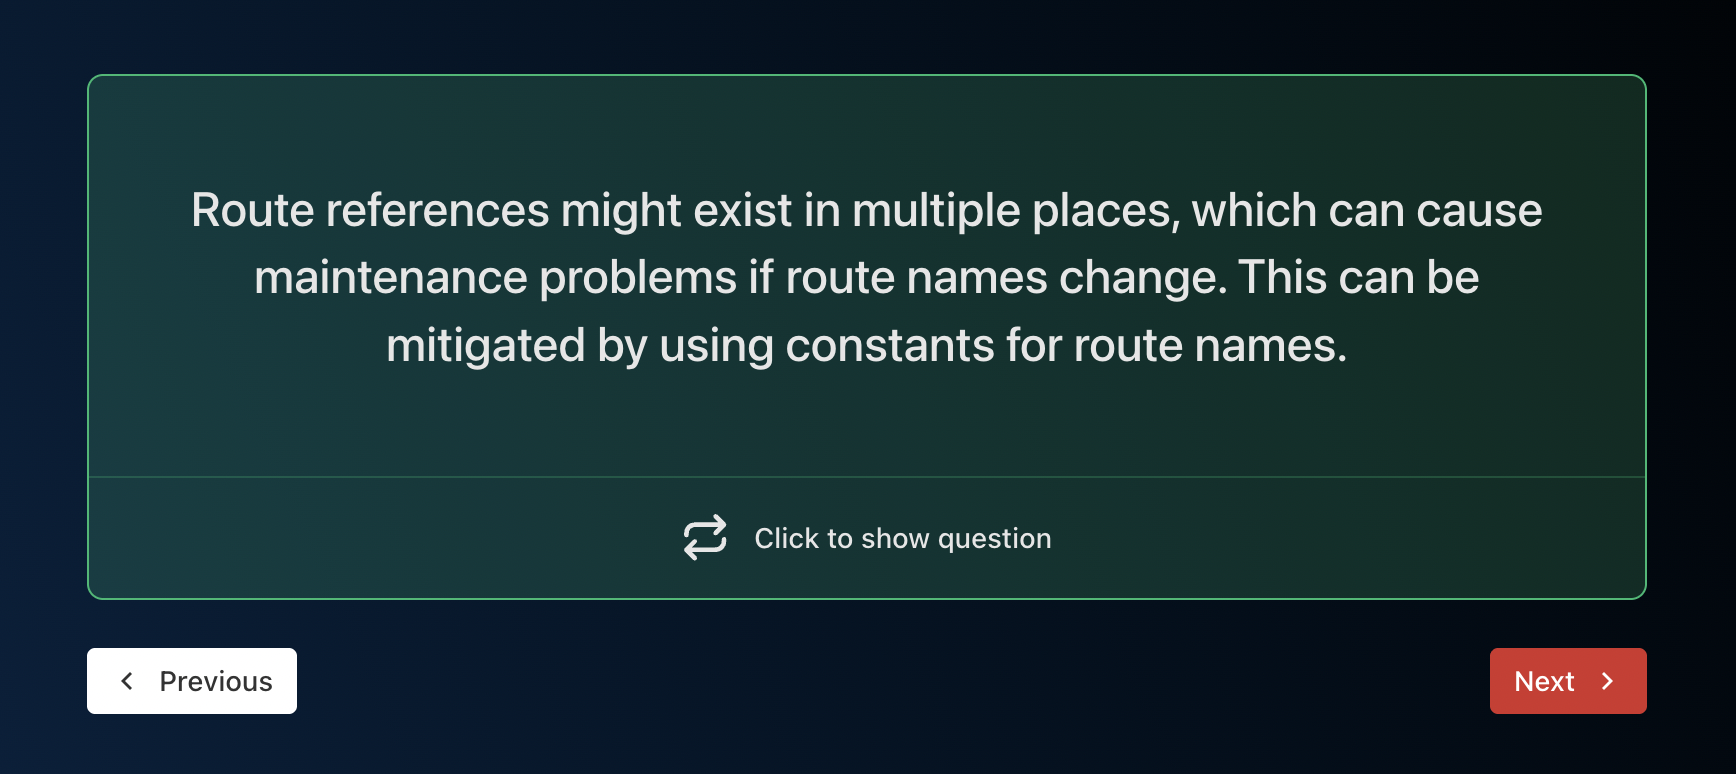 Route references might exist in multiple places, which can cause
maintenance problems if route names change. This can be
mitigated by using constants for route names.
Click to show question
Previous
Next